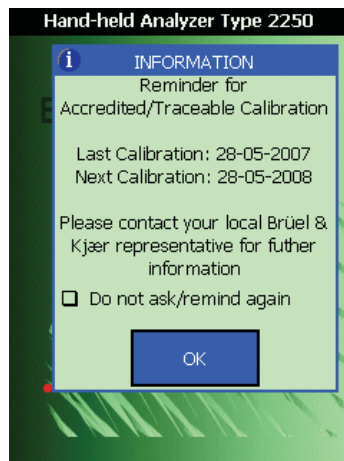 Hand-held Analyzer Type 2250
i INFORMATION
Reminder for
Accredited/Traceable Calibration
Last Calibration: 28-05-2007
Next Calibration: 28-05-2008
Please contact your local Brüel &
Kjær representative for futher
information
Do not ask/remind again
OK